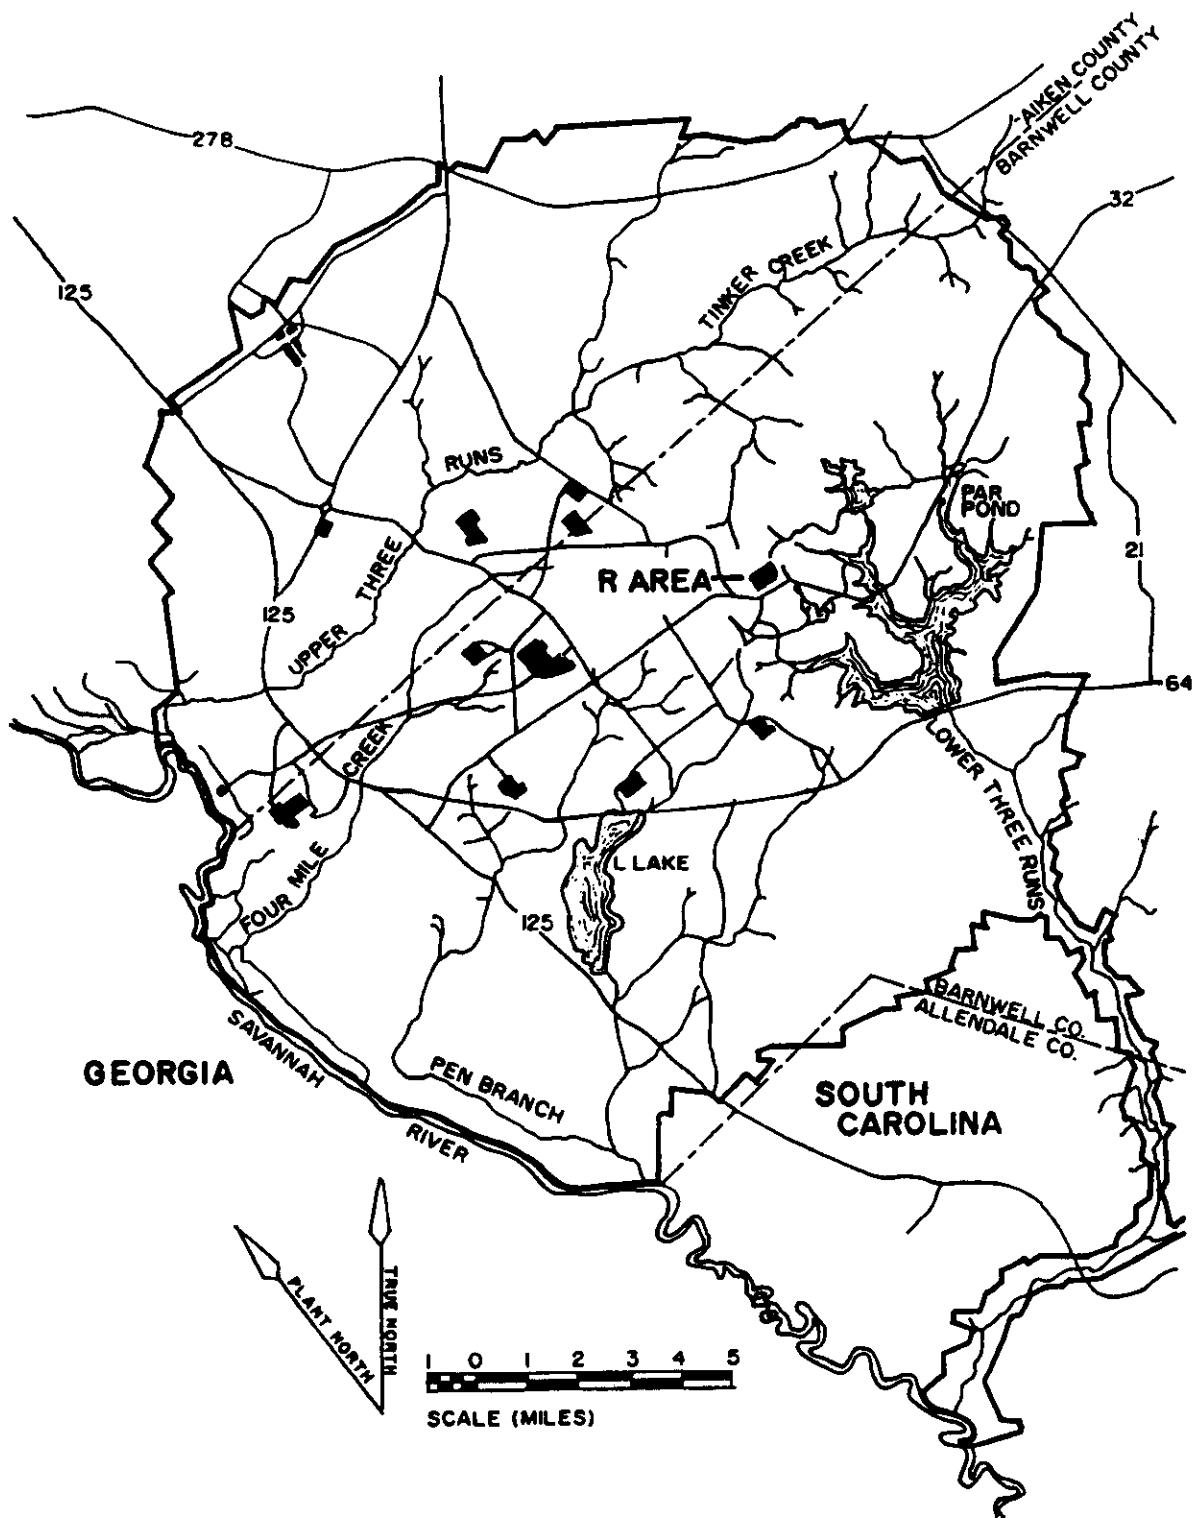 AIKEN COUNTY
BARNWELL COUNTY
278
32
125
TINKER CREEK
RUNS
PAR
POND
THREE
R AREA
21
125
UPPER
64
CREEK
LOWER THREE RUNS
MILE
L LAKE
FOUR
125
BARNWELL CO.
ALLENDALE CO.
SAVANNAH
GEORGIA
PEN BRANCH
SOUTH
CAROLINA
RIVER
PLANT NORTH
TRUE NORTH
1 0 1 2 3 4 5
SCALE (MILES)